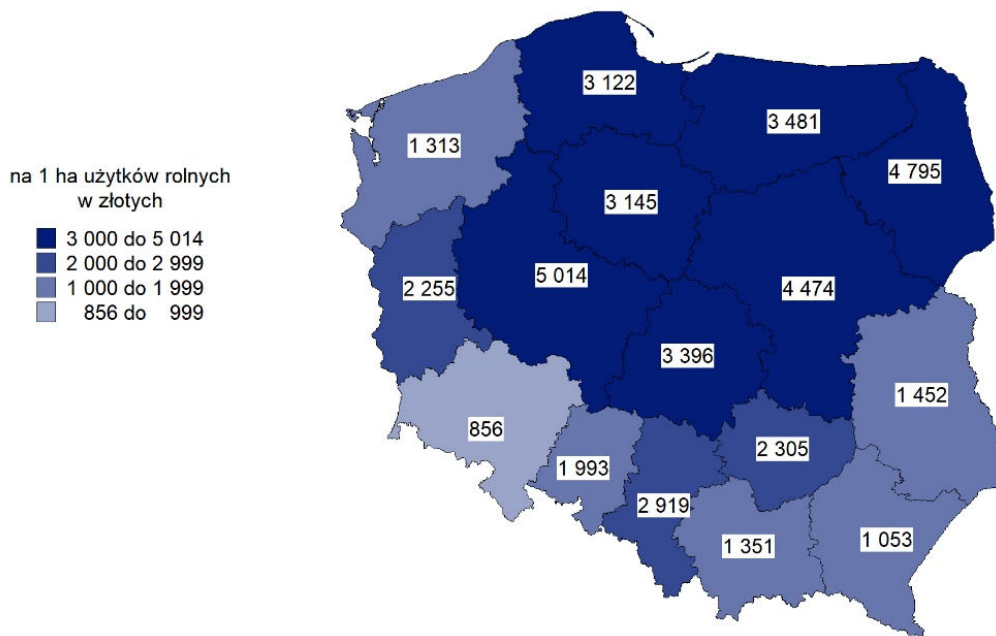 3 122
3 481
1 313
4 795
na 1 ha użytków rolnych
w złotych
3 145
3 000 do 5 014
2 000 do 2 999
1 000 do 1 999
856 do 999
2 255
5 014
4 474
3 396
1 452
856
2 305
1 993
2 919
1 351
1 053